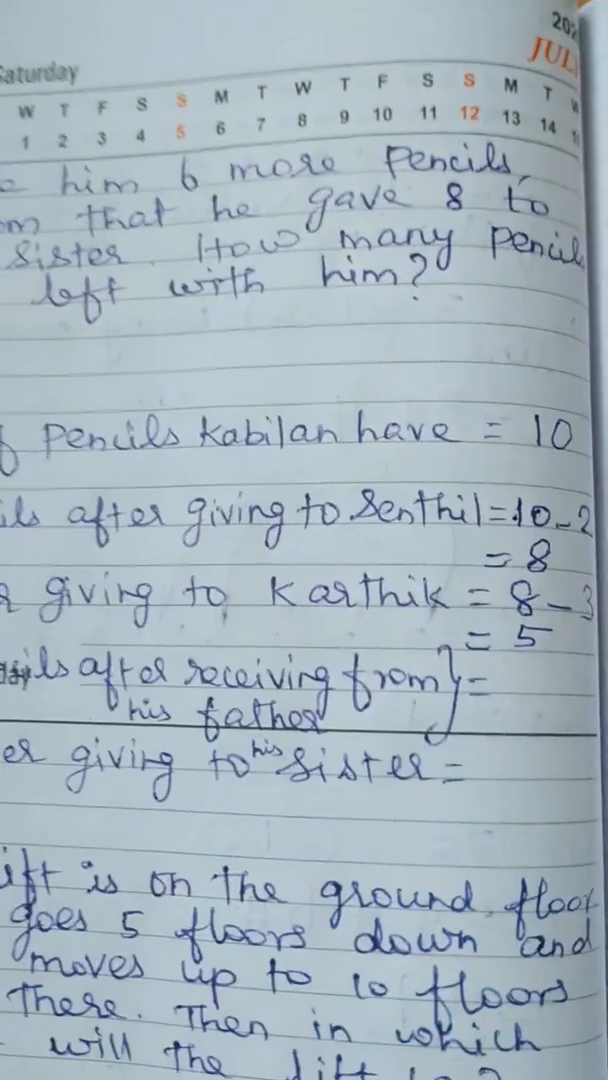 Saturday
JUL
W T F S S M T W T F S S M T W
1 2 3 4 5 6 7 8 9 10 11 12 13 14
him 6 more Pencils,
that he gave 8 to
sister. How many pencil
left with him?
Pencils Kabilan have = 10
after giving to Senthil = 10 - 2
= 8
giving to Karthik = 8 - 3
= 5
after receiving from } =
his father
giving to his sister =
is on the ground floor
goes 5 floors down and
moves up to 10 floors
There. Then in which
will the lift